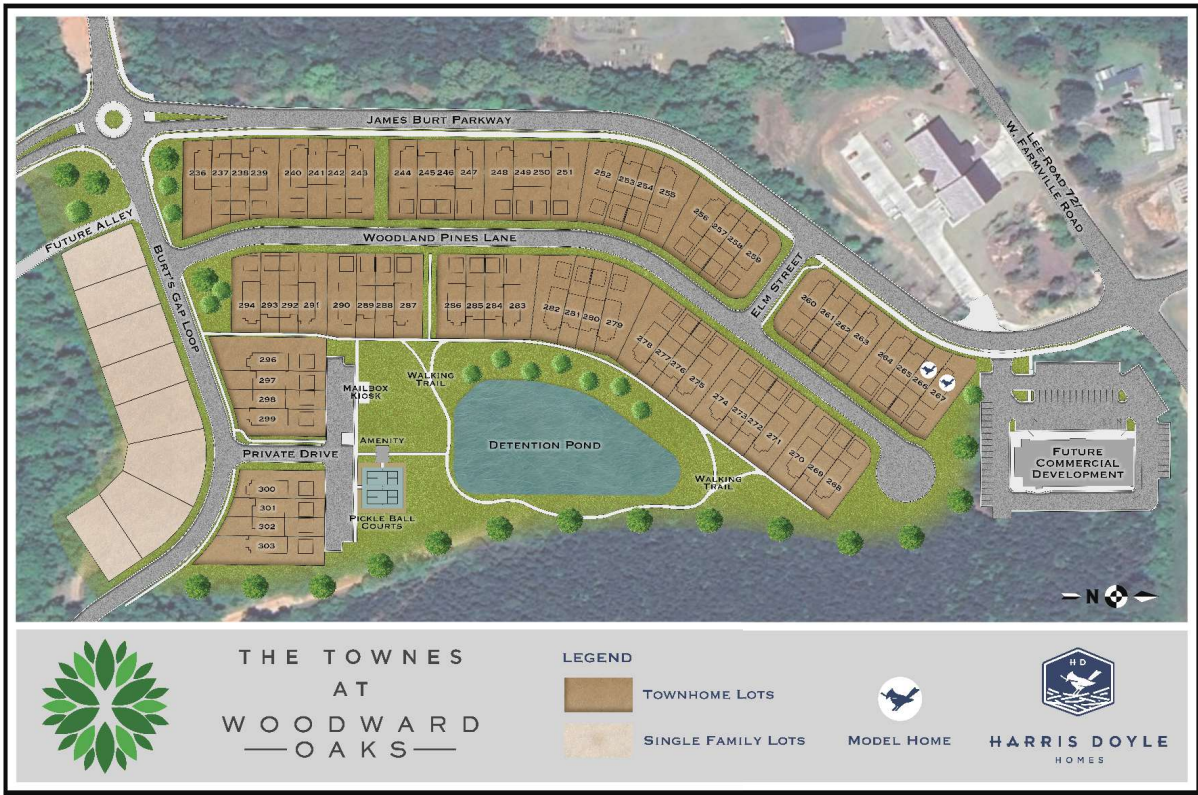 JAMES BURT PARKWAY
LEE ROAD 72/
W. FARMVILLE ROAD
236 237 238 239 240 241 242 243
244 245 246 247 248 249 250 251
252 253 254 255
256 257 258 259
FUTURE ALLEY
WOODLAND PINES LANE
BURT'S GAP LOOP
ELM STREET
294 293 292 291 290 289 288 287
286 285 284 283
282 281 280 279
278 277 276 275
274 273 272 271
270 269 268
260 261 262 263
264 265 266 267
296
297
298
299
MAILBOX
KIOSK
WALKING
TRAIL
AMENITY
DETENTION POND
PRIVATE DRIVE
WALKING
TRAIL
FUTURE
COMMERCIAL
DEVELOPMENT
300
301
302
303
PICKLE BALL
COURTS
N
THE TOWNES
AT
WOODWARD
OAKS
LEGEND
TOWNHOME LOTS
SINGLE FAMILY LOTS
MODEL HOME
HD
HARRIS DOYLE
HOMES